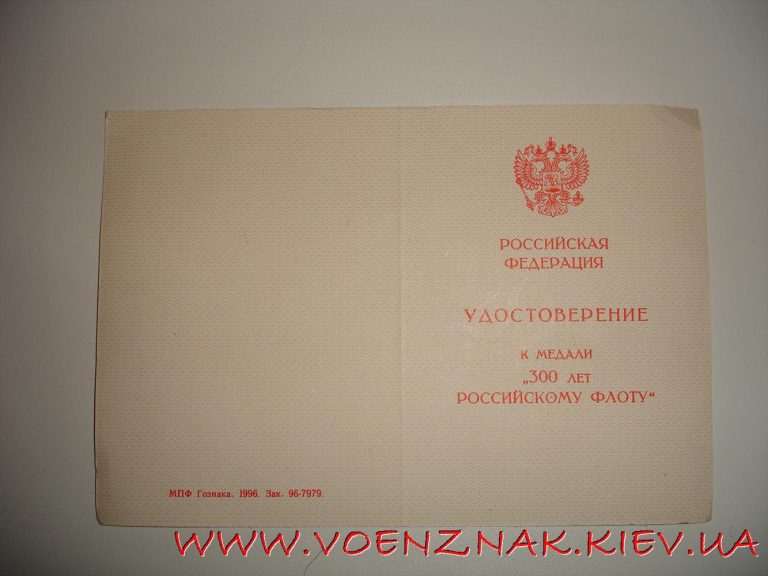 РОССИЙСКАЯ
ФЕДЕРАЦИЯ
УДОСТОВЕРЕНИЕ
К МЕДАЛИ
„300 ЛЕТ
РОССИЙСКОМУ ФЛОТУ“
МПФ Гознака. 1996. Зак. 96-7979.
WWW.VOENZNAK.KIEV.UA